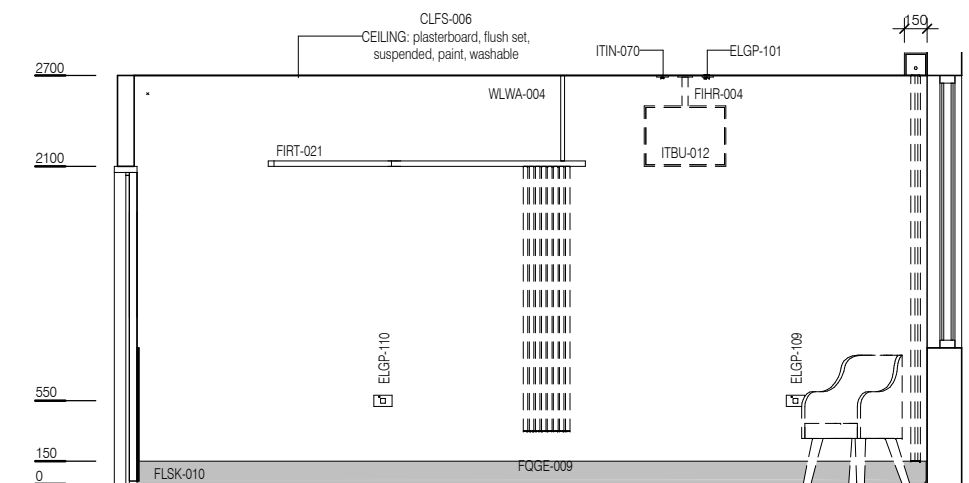 CLFS-006
CEILING: plasterboard, flush set,
suspended, paint, washable
150
ITIN-070
ELGP-101
2700
WLWA-004
FIHR-004
FIRT-021
ITBU-012
2100
ELGP-110
ELGP-109
550
150
FQGE-009
FLSK-010
0